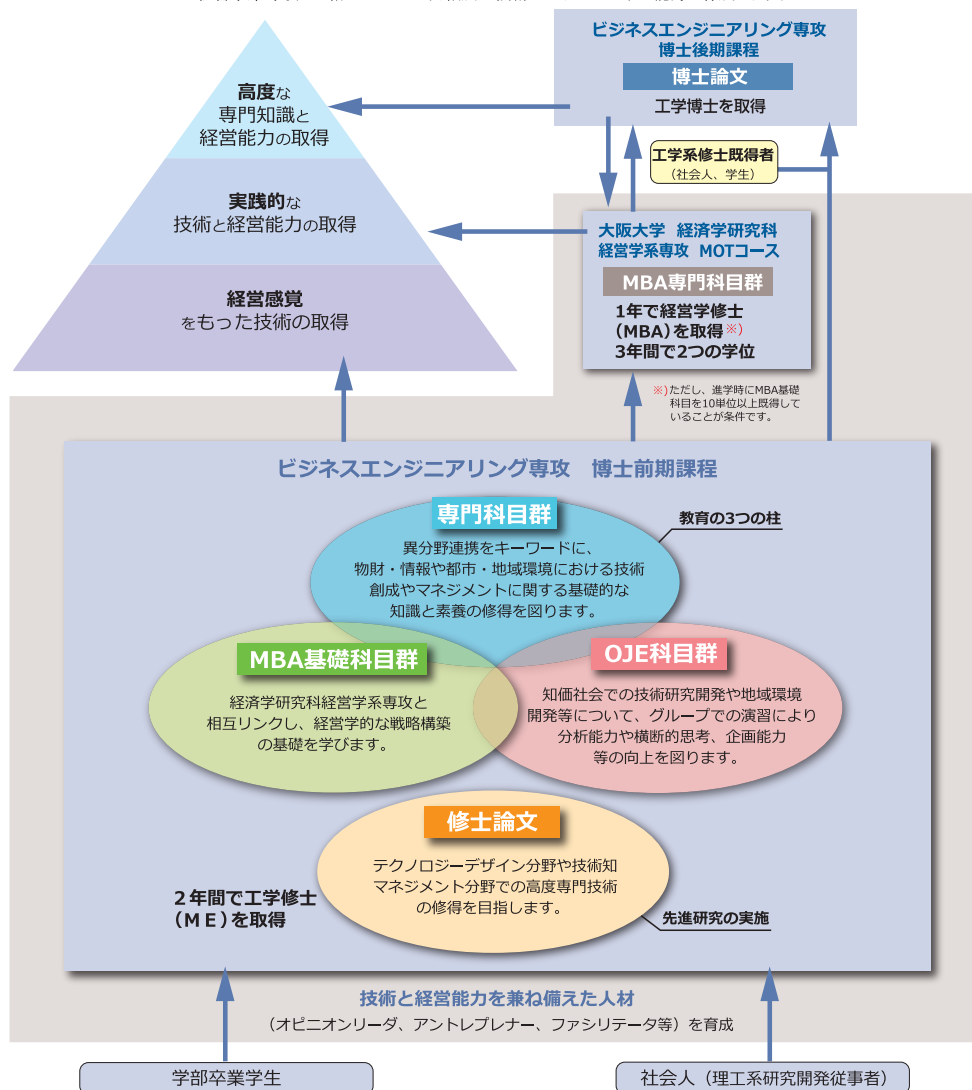 ビジネスエンジニアリング専攻
博士後期課程
博士論文
工学博士を取得
高度な
専門知識と
経営能力の取得
工学系修士既得者
（社会人、学生）
実践的な
技術と経営能力の取得
大阪大学 経済学研究科
経営学系専攻 MOTコース
MBA専門科目群
1年で経営学修士
（MBA）を取得※）
3年間で2つの学位
経営感覚
をもった技術の取得
※）ただし、進学時にMBA基礎
科目を10単位以上既得して
いることが条件です。
ビジネスエンジニアリング専攻 博士前期課程
専門科目群
教育の3つの柱
異分野連携をキーワードに、
物財・情報や都市・地域環境における技術
創成やマネジメントに関する基礎的な
知識と素養の修得を図ります。
MBA基礎科目群
経済学研究科経営学系専攻と
相互リンクし、経営学的な戦略構築
の基礎を学びます。
OJE科目群
知価社会での技術研究開発や地域環境
開発等について、グループでの演習により
分析能力や横断的思考、企画能力
等の向上を図ります。
修士論文
テクノロジーデザイン分野や技術知
マネジメント分野での高度専門技術
の修得を目指します。
２年間で工学修士
（ＭＥ）を取得
先進研究の実施
技術と経営能力を兼ね備えた人材
（オピニオンリーダ、アントレプレナー、ファシリテータ等）を育成
学部卒業学生
社会人（理工系研究開発従事者）